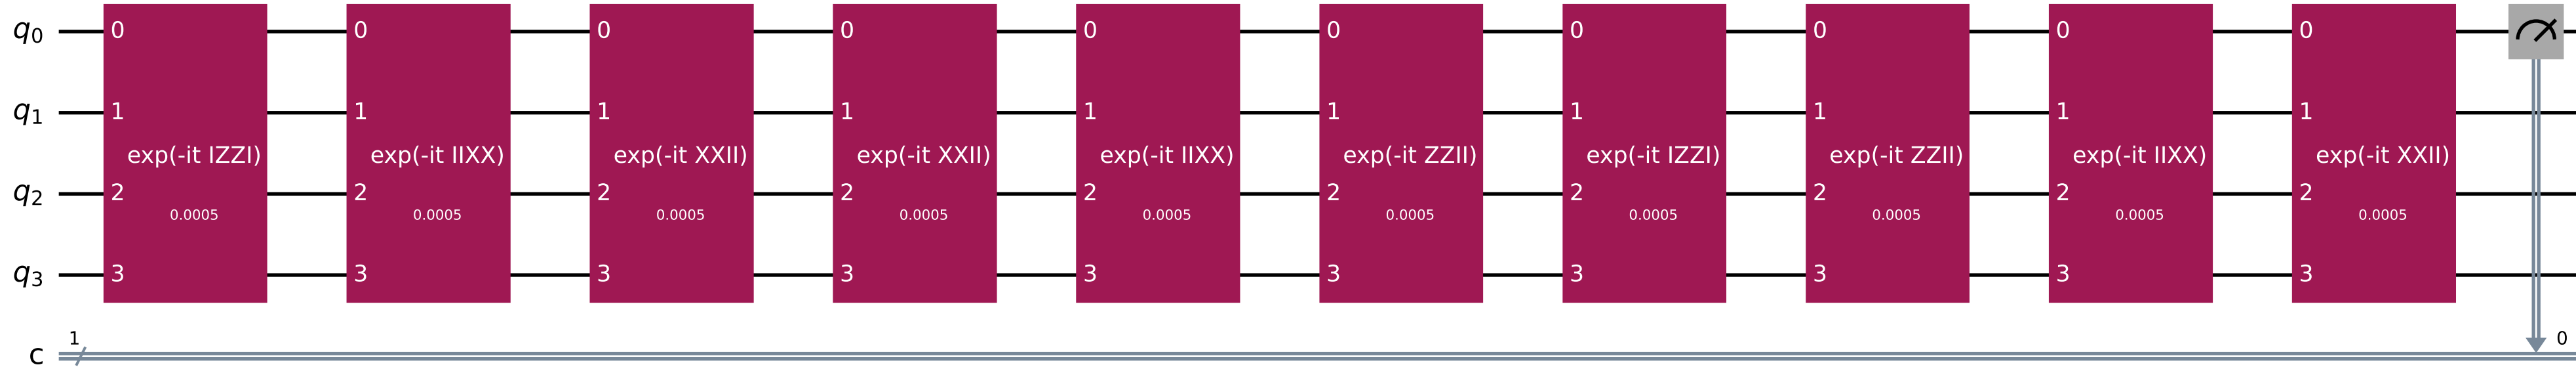 q0 0 0 0 0 0 0 0 0 0 0
q1 1 1 1 1 1 1 1 1 1 1
exp(-it IZZI) exp(-it IIXX) exp(-it XXII) exp(-it XXII) exp(-it IIXX) exp(-it ZZII) exp(-it IZZI) exp(-it ZZII) exp(-it IIXX) exp(-it XXII)
q2 2 2 2 2 2 2 2 2 2 2
0.0005 0.0005 0.0005 0.0005 0.0005 0.0005 0.0005 0.0005 0.0005 0.0005
q3 3 3 3 3 3 3 3 3 3 3
1 0
c